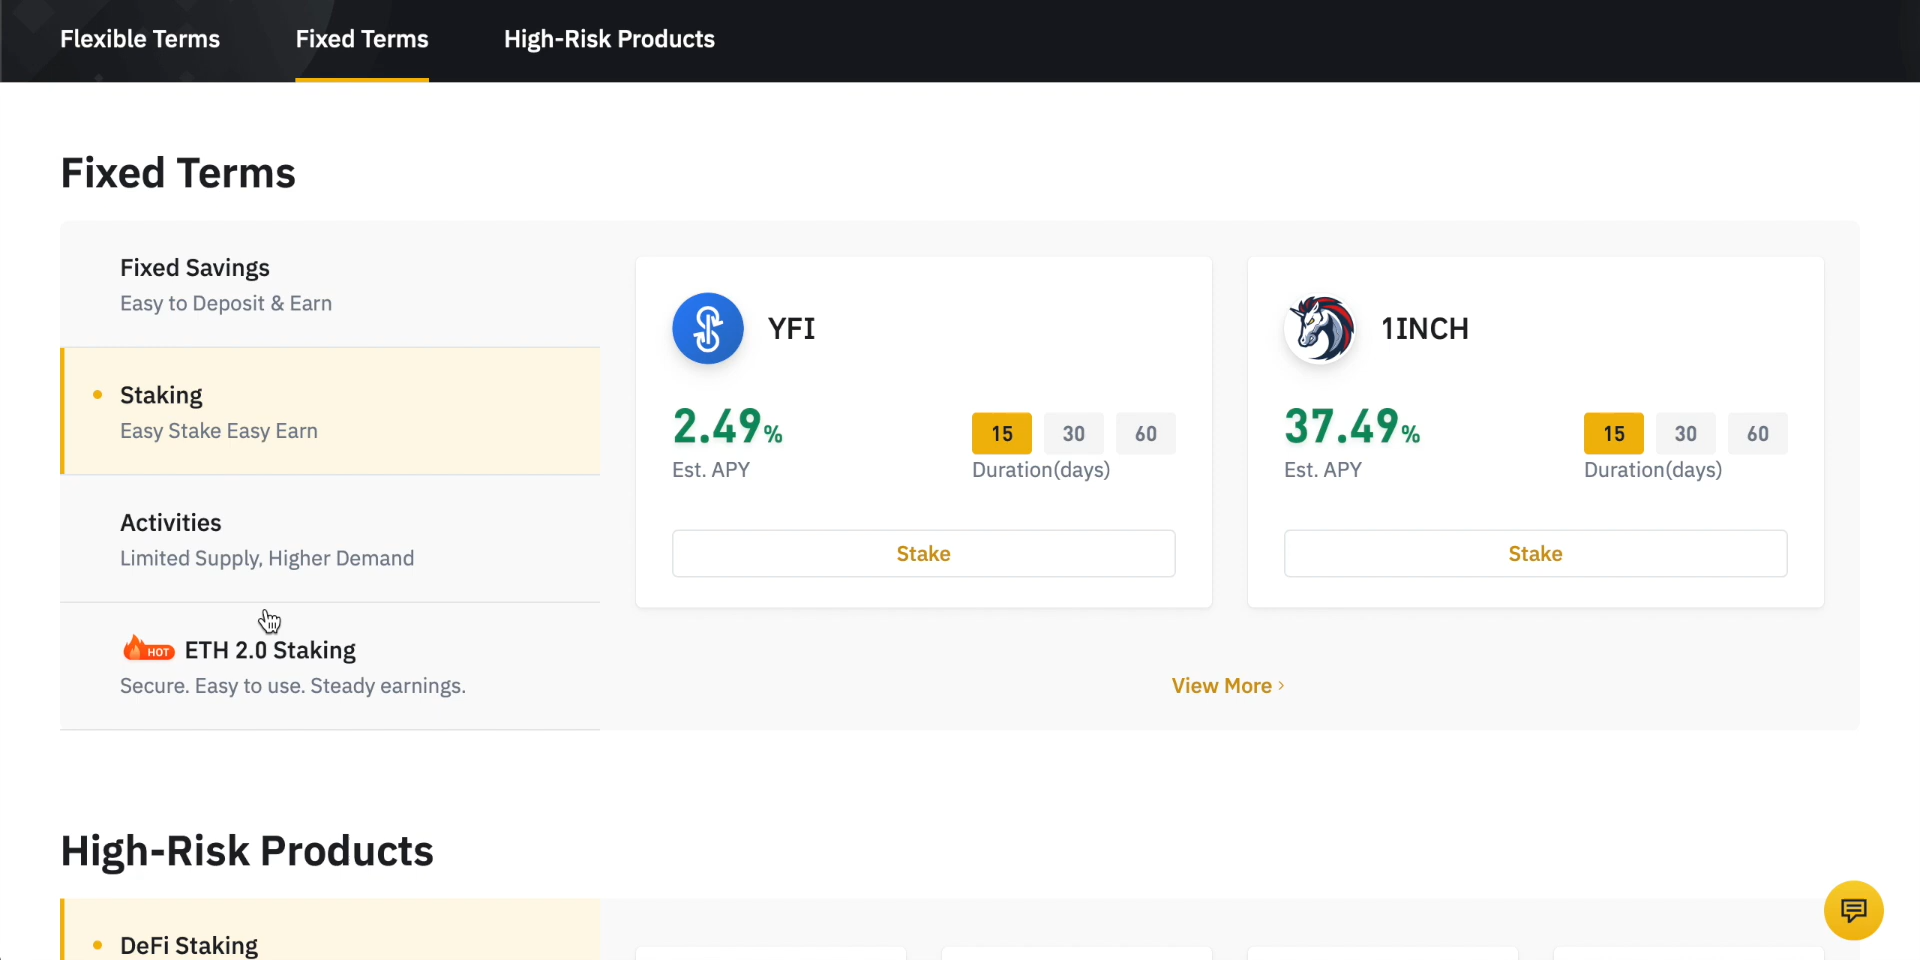 Flexible Terms
Fixed Terms
High-Risk Products
Fixed Terms
Fixed Savings
Easy to Deposit & Earn
Staking
Easy Stake Easy Earn
Activities
Limited Supply, Higher Demand
HOT ETH 2.0 Staking
Secure. Easy to use. Steady earnings.
YFI
2.49%
Est. APY
15 30 60
Duration(days)
Stake
1INCH
37.49%
Est. APY
15 30 60
Duration(days)
Stake
View More ›
High-Risk Products
DeFi Staking